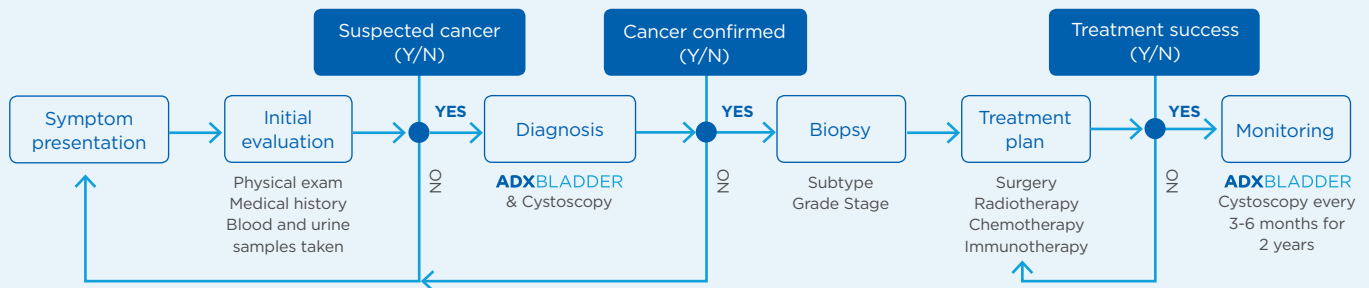 Suspected cancer
(Y/N)
Cancer confirmed
(Y/N)
Treatment success
(Y/N)
Symptom
presentation
Initial
evaluation
YES
Diagnosis
YES
Biopsy
Treatment
plan
YES
Monitoring
Physical exam
Medical history
Blood and urine
samples taken
NO
ADXBLADDER
& Cystoscopy
NO
Subtype
Grade Stage
Surgery
Radiotherapy
Chemotherapy
Immunotherapy
NO
ADXBLADDER
Cystoscopy every
3-6 months for
2 years